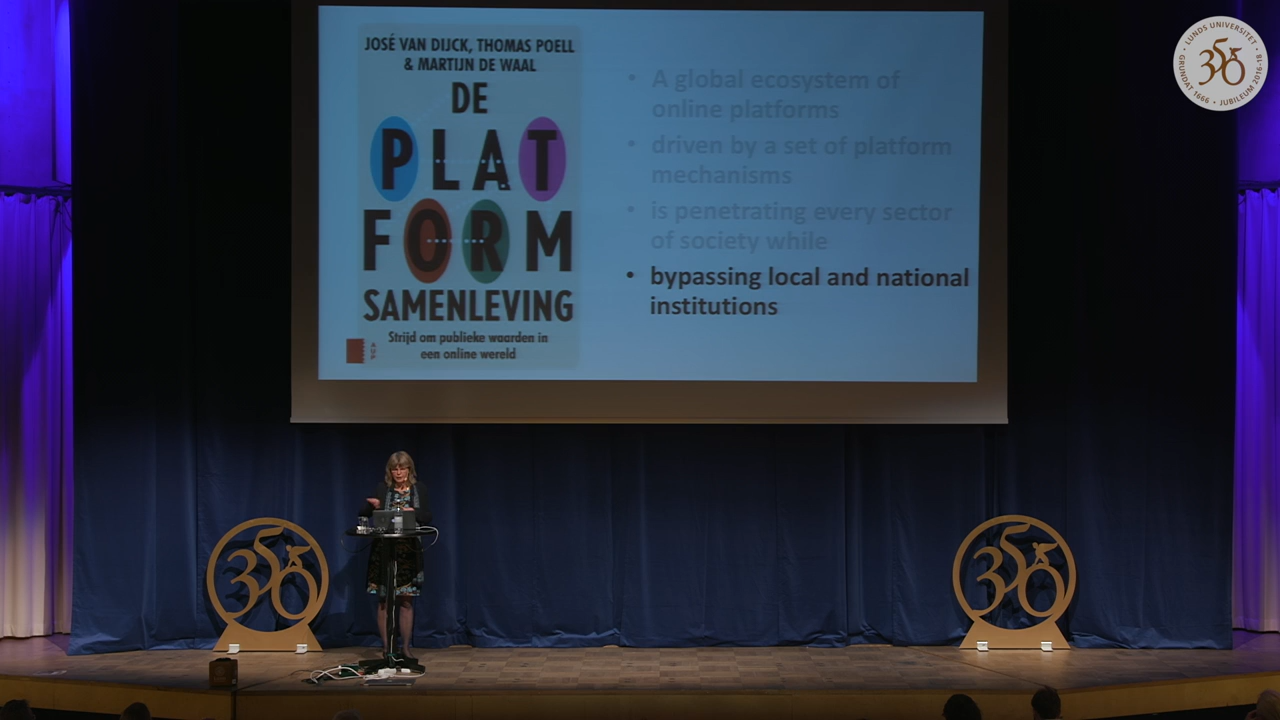 JOSÉ VAN DIJCK, THOMAS POELL
& MARTIJN DE WAAL
DE
PLAT
FORM
SAMENLEVING
Strijd om publieke waarden in
een online wereld
AUP
• A global ecosystem of
online platforms
• driven by a set of platform
mechanisms
• is penetrating every sector
of society while
• bypassing local and national
institutions
LUNDS UNIVERSITET
350
GRUNDAT 1666 • JUBILEUM 2016-18
350
350